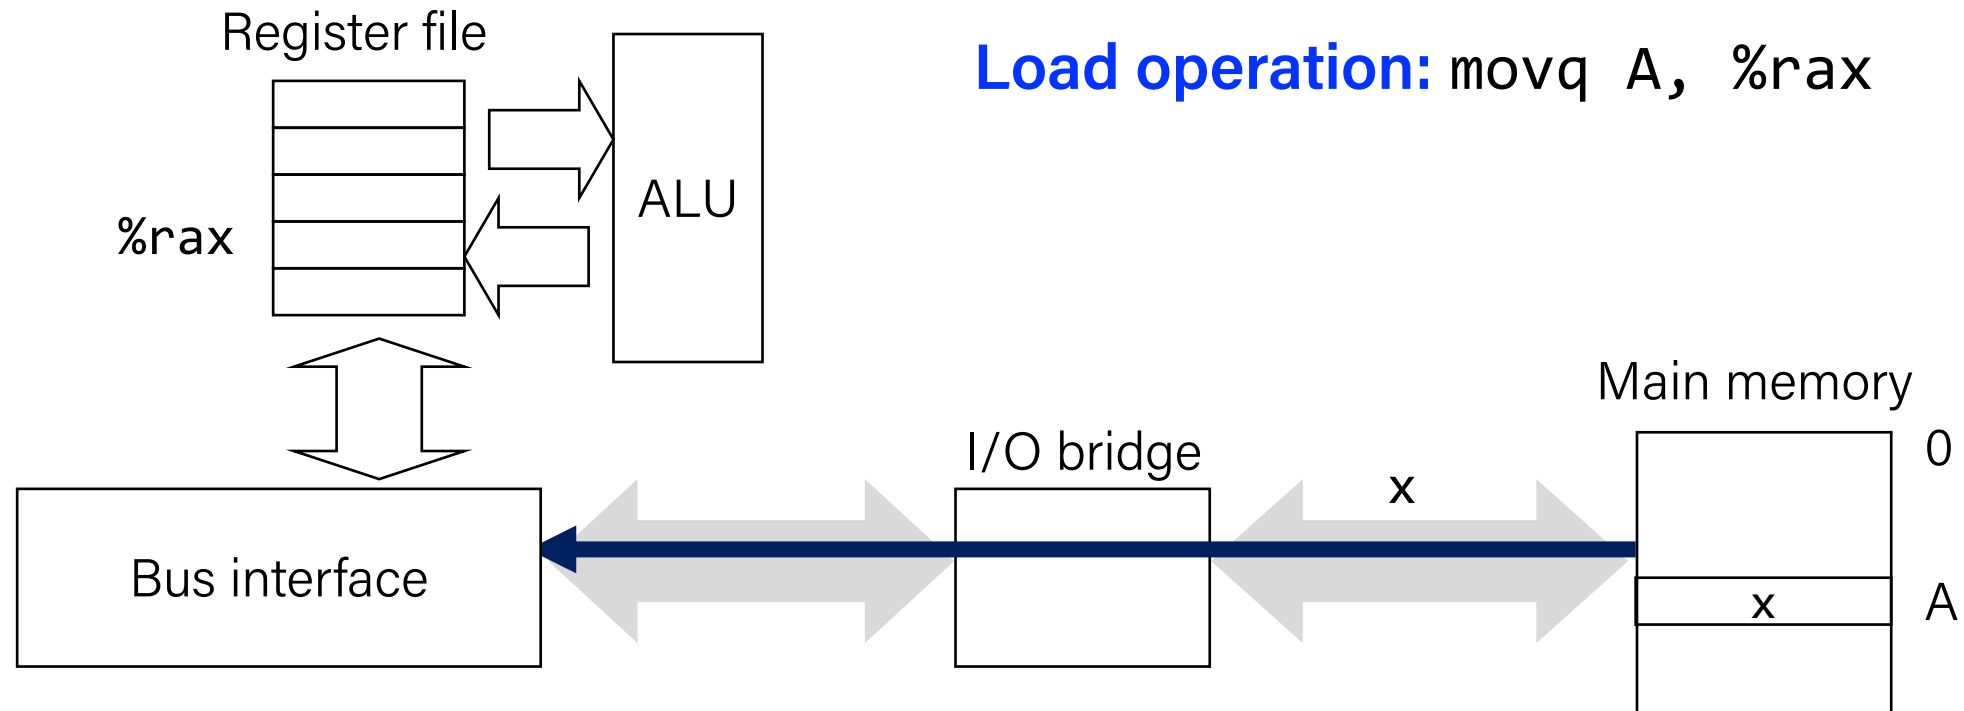 Register file
Load operation: movq A, %rax
ALU
%rax
Main memory
I/O bridge
0
x
Bus interface
x
A